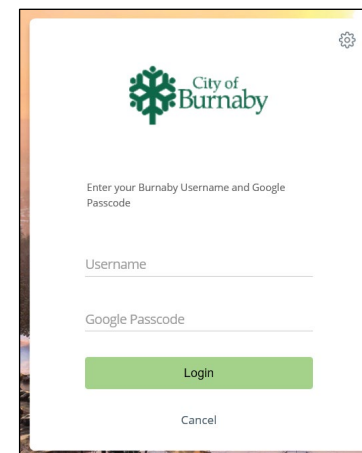 City of
Burnaby
Enter your Burnaby Username and Google
Passcode
Username
Google Passcode
Login
Cancel